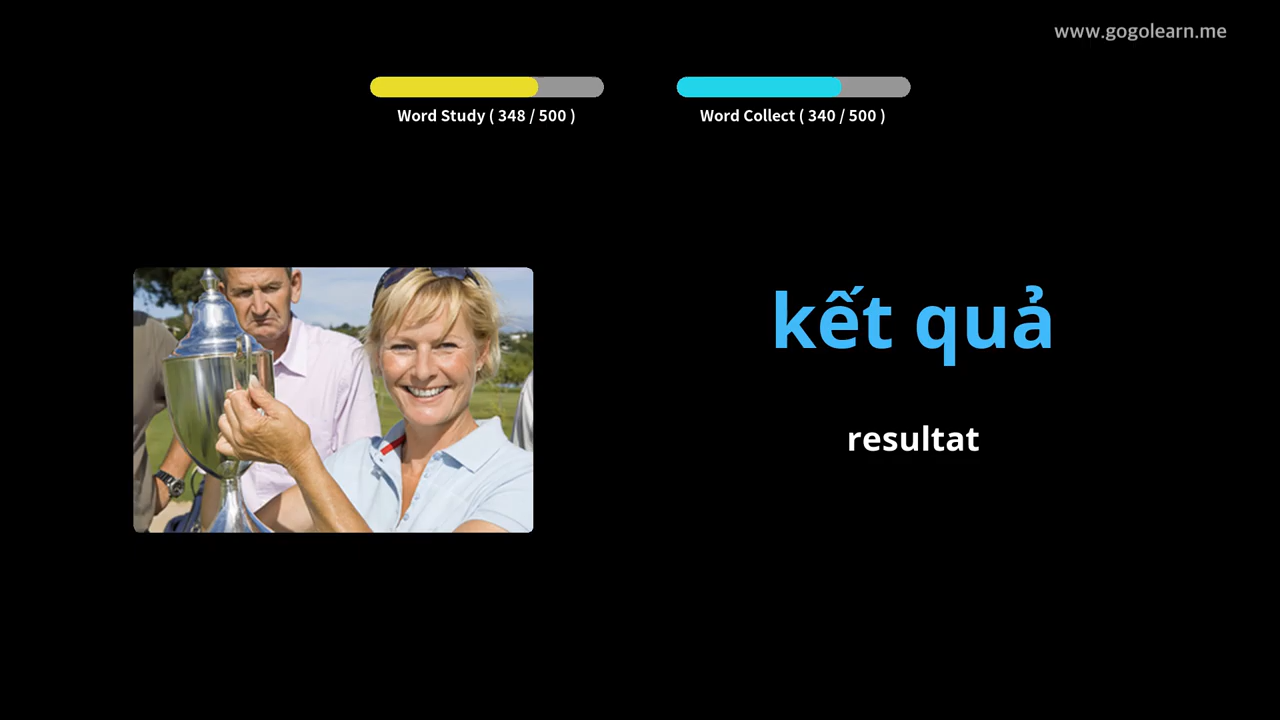 www.gogolearn.me
Word Study ( 348 / 500 )
Word Collect ( 340 / 500 )
kết quả
resultat